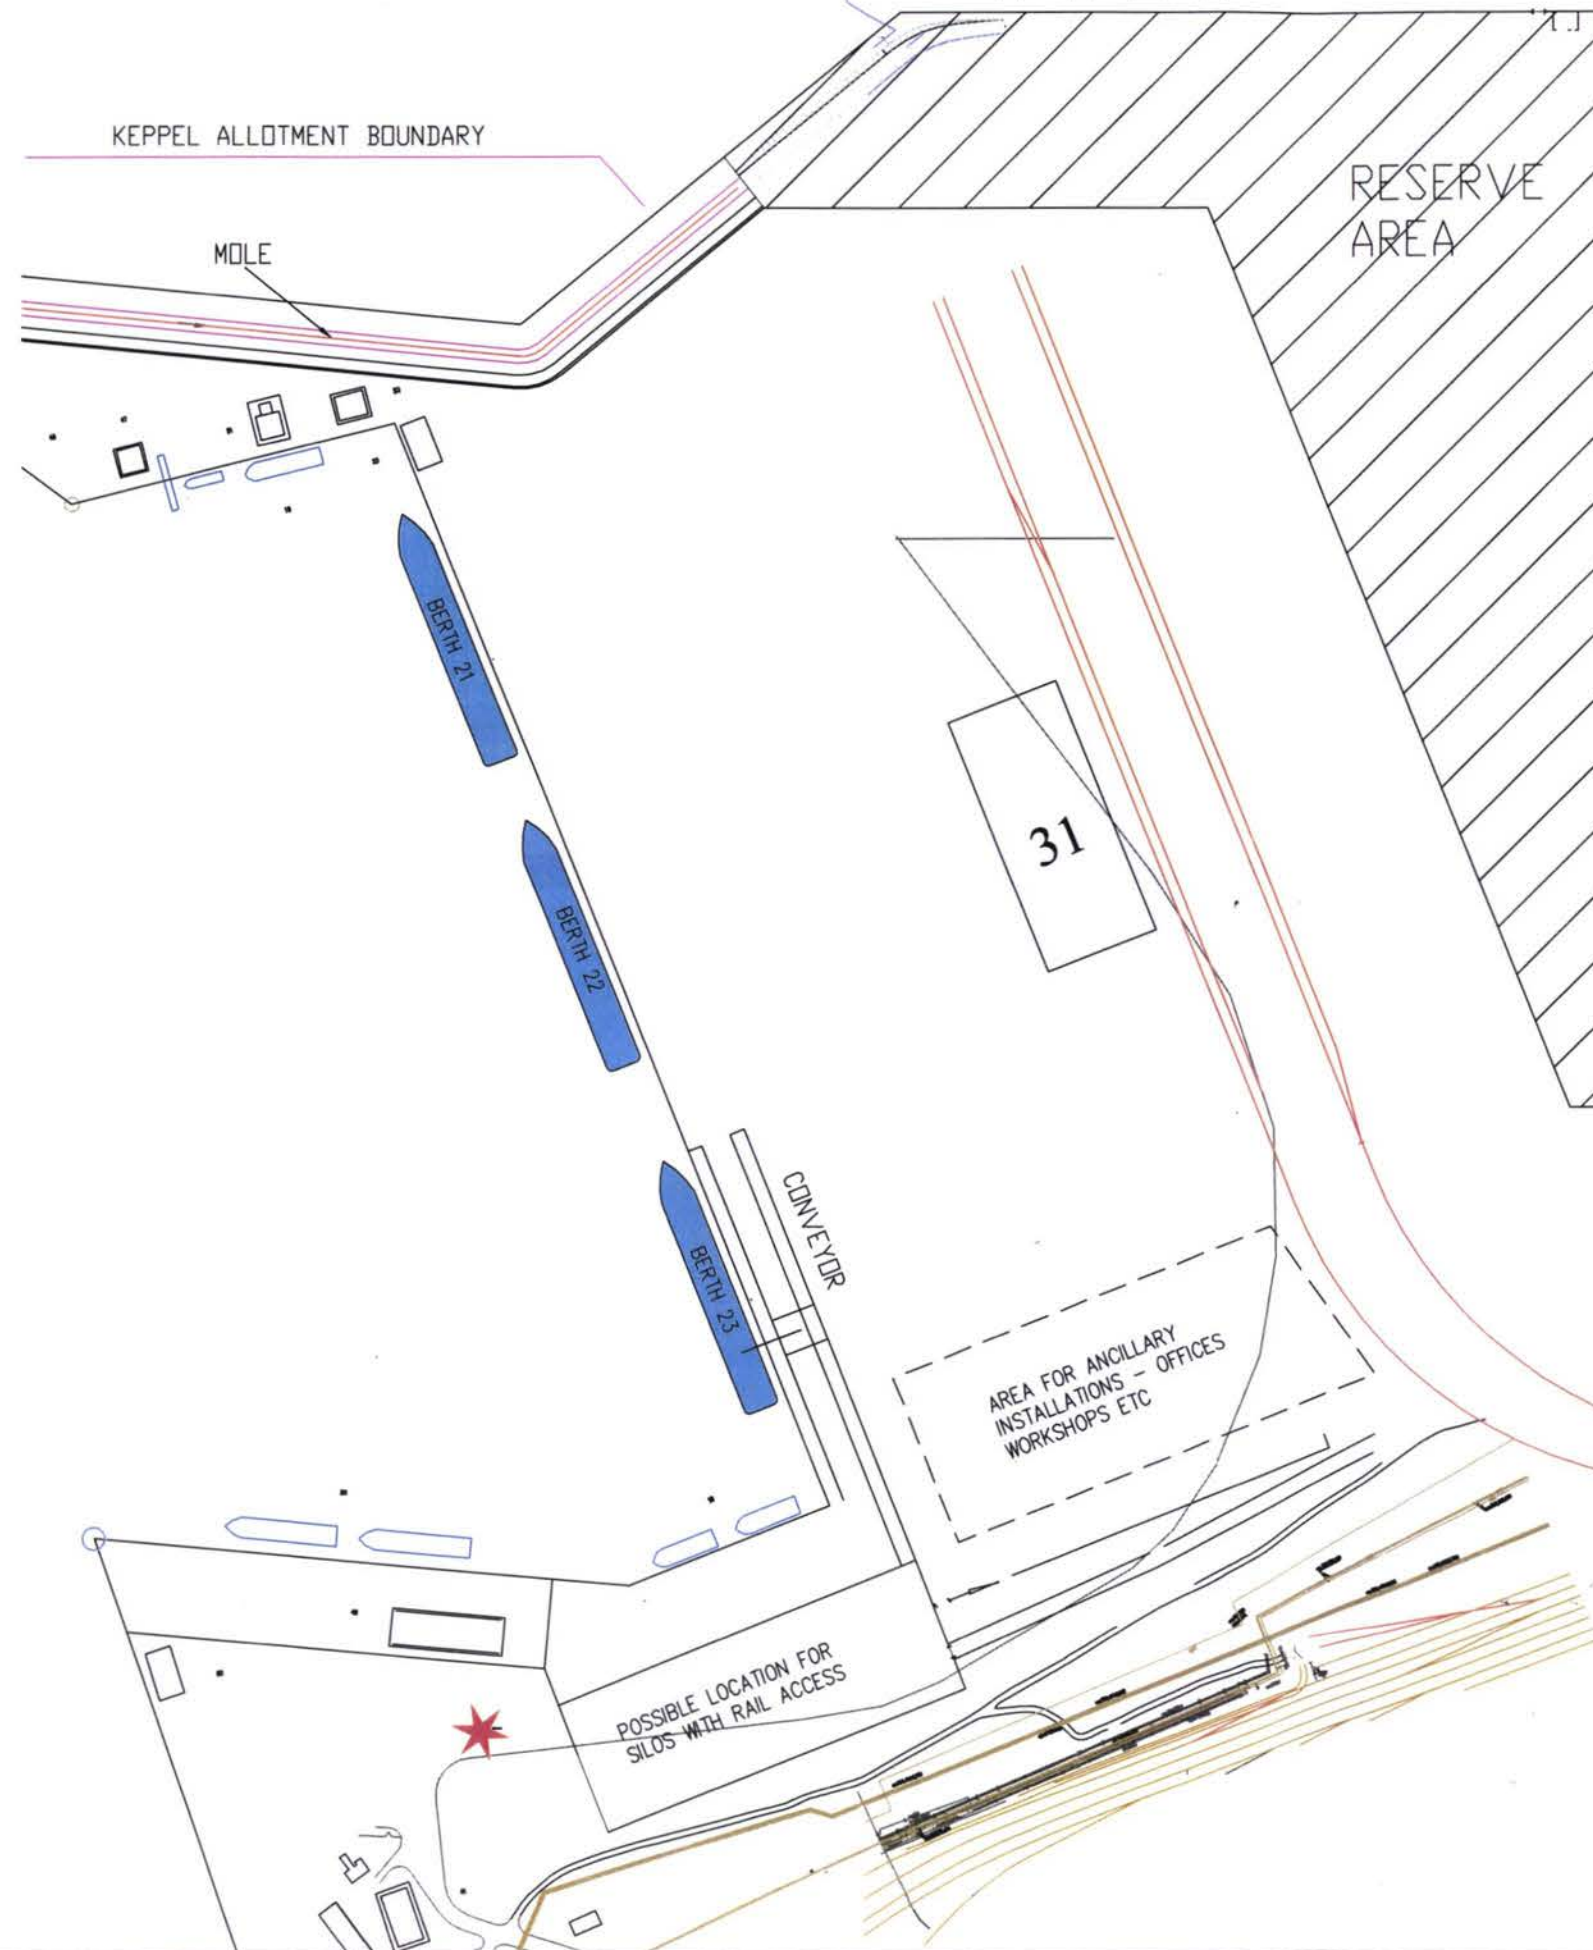 KEPPEL ALLOTMENT BOUNDARY
RESERVE
AREA
MOLE
BERTH 21
31
BERTH 22
CONVEYOR
BERTH 23
AREA FOR ANCILLARY
INSTALLATIONS - OFFICES
WORKSHOPS ETC
POSSIBLE LOCATION FOR
SILOS WITH RAIL ACCESS